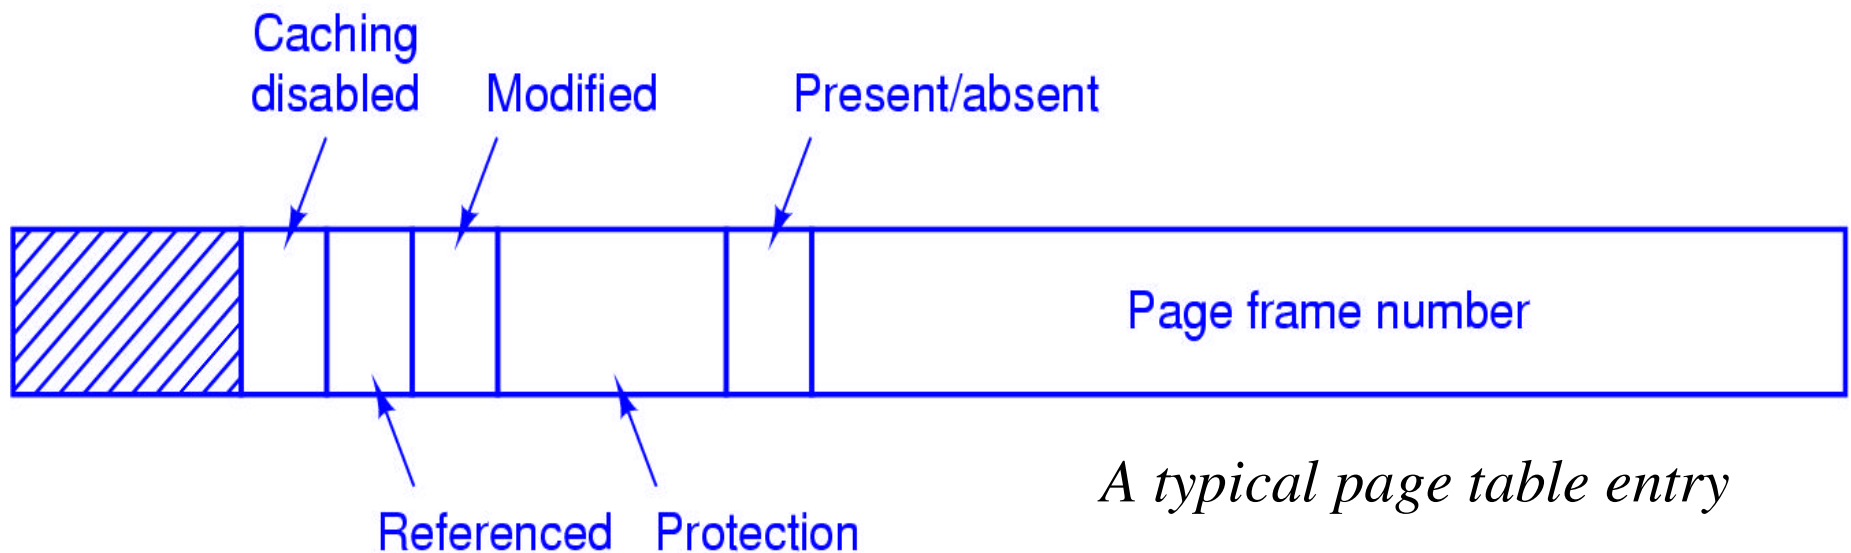 Caching
disabled
Modified
Present/absent
Page frame number
Referenced
Protection
A typical page table entry